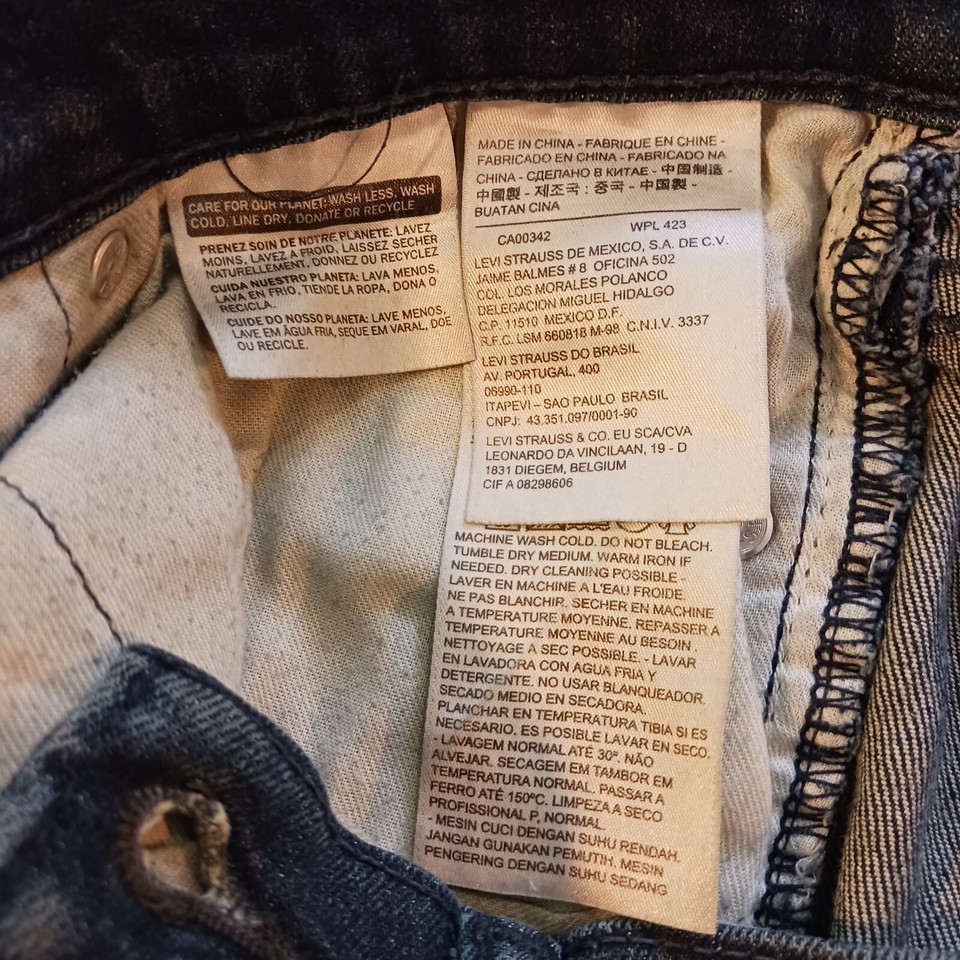 CARE FOR OUR PLANET: WASH LESS, WASH
COLD, LINE DRY, DONATE OR RECYCLE
PRENEZ SOIN DE NOTRE PLANETE: LAVEZ
MOINS, LAVEZ A FROID, LAISSEZ SECHER
NATURELLEMENT, DONNEZ OU RECYCLEZ
CUIDA NUESTRO PLANETA: LAVA MENOS,
LAVA EN FRIO, TIENDE LA ROPA, DONA O
RECICLA.
CUIDE DO NOSSO PLANETA: LAVE MENOS,
LAVE EM ÁGUA FRIA, SEQUE EM VARAL, DOE
OU RECICLE.
MADE IN CHINA - FABRIQUE EN CHINE -
FABRICADO EN CHINA - FABRICADO NA
CHINA - СДЕЛАНО В КИТАЕ - 中国制造 -
中國製 - 제조국 : 중국 - 中国製 -
BUATAN CINA
CA00342 WPL 423
LEVI STRAUSS DE MEXICO, S.A. DE C.V.
JAIME BALMES # 8 OFICINA 502
COL. LOS MORALES POLANCO
DELEGACION MIGUEL HIDALGO
C.P. 11510 MEXICO D.F.
R.F.C. LSM 860818 M-98 C.N.I.V. 3337
LEVI STRAUSS DO BRASIL
AV. PORTUGAL, 400
06990-110
ITAPEVI – SAO PAULO BRASIL
CNPJ: 43.351.097/0001-90
LEVI STRAUSS & CO. EU SCA/CVA
LEONARDO DA VINCILAAN, 19 - D
1831 DIEGEM, BELGIUM
CIF A 08298606
MACHINE WASH COLD. DO NOT BLEACH.
TUMBLE DRY MEDIUM. WARM IRON IF
NEEDED. DRY CLEANING POSSIBLE -
LAVER EN MACHINE A L'EAU FROIDE.
NE PAS BLANCHIR. SECHER EN MACHINE
A TEMPERATURE MOYENNE. REPASSER A
TEMPERATURE MOYENNE AU BESOIN .
NETTOYAGE A SEC POSSIBLE. - LAVAR
EN LAVADORA CON AGUA FRIA Y
DETERGENTE. NO USAR BLANQUEADOR.
SECADO MEDIO EN SECADORA.
PLANCHAR EN TEMPERATURA TIBIA SI ES
NECESARIO. ES POSIBLE LAVAR EN SECO.
- LAVAGEM NORMAL ATÉ 30º. NÃO
ALVEJAR. SECAGEM EM TAMBOR EM
TEMPERATURA NORMAL. PASSAR A
FERRO ATÉ 150ºC. LIMPEZA A SECO
PROFISSIONAL P, NORMAL.
- MESIN CUCI DENGAN SUHU RENDAH.
JANGAN GUNAKAN PEMUTIH. MESIN
PENGERING DENGAN SUHU SEDANG